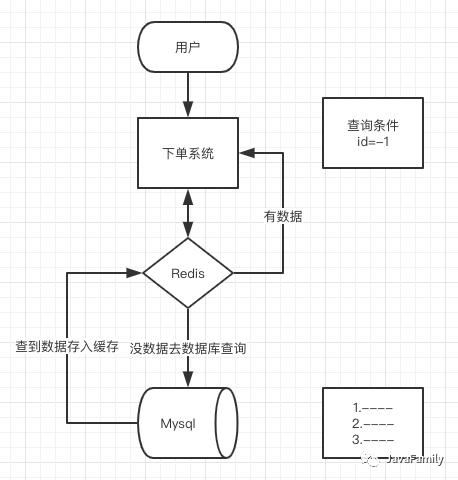 用户
下单系统
查询条件
id=-1
有数据
Redis
查到数据存入缓存
没数据去数据库查询
Mysql
1.----
2.----
3.----
JavaFamily